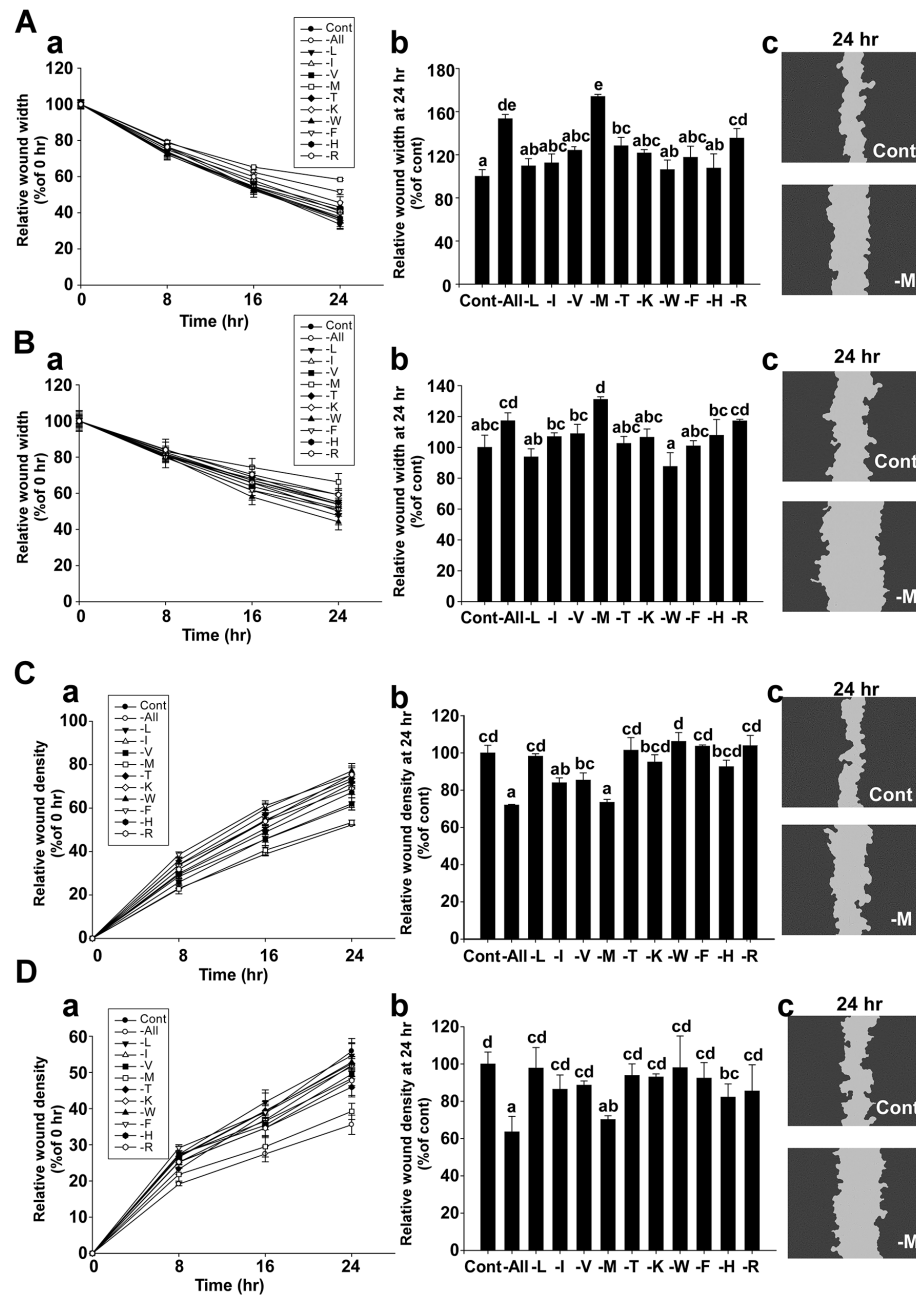 A
a
Relative wound width
(%of 0 hr)
120
100
80
60
40
20
0
0
8
16
24
Time (hr)
Cont
-All
-L
-I
-V
-M
-T
-K
-W
-F
-H
-R
b
Relative wound width at 24 hr
(% of cont)
180
160
120
100
80
40
0
a
de
ab
abc
abc
e
bc
abc
ab
abc
ab
cd
Cont
-All
-L
-I
-V
-M
-T
-K
-W
-F
-H
-R
c
24 hr
Cont
-M
B
a
Relative wound width
(%of 0 hr)
120
100
80
60
40
20
0
0
8
16
24
Time (hr)
Cont
-All
-L
-I
-V
-M
-T
-K
-W
-F
-H
-R
b
Relative wound width at 24 hr
(%of cont)
140
120
100
80
60
40
20
0
abc
cd
ab
abc
abc
d
abc
abc
a
abc
bc
cd
Cont
-All
-L
-I
-V
-M
-T
-K
-W
-F
-H
-R
c
24 hr
Cont
-M
C
a
Relative wound density
(%of 0 hr)
100
80
60
40
20
0
0
8
16
24
Time (hr)
Cont
-All
-L
-I
-V
-M
-T
-K
-W
-F
-H
-R
b
Relative wound density at 24 hr
(%of cont)
120
100
80
60
40
20
0
cd
a
cd
ab
bc
a
cd
bcd
d
cd
bcd
cd
Cont
-All
-L
-I
-V
-M
-T
-K
-W
-F
-H
-R
c
24 hr
Cont
-M
D
a
Relative wound density
(%of 0 hr)
60
50
40
30
20
10
0
0
8
16
24
Time (hr)
Cont
-All
-L
-I
-V
-M
-T
-K
-W
-F
-H
-R
b
Relative wound density at 24 hr
(%of cont)
120
100
80
60
40
20
0
d
a
cd
cd
cd
ab
cd
cd
cd
cd
bc
cd
Cont
-All
-L
-I
-V
-M
-T
-K
-W
-F
-H
-R
c
24 hr
Cont
-M